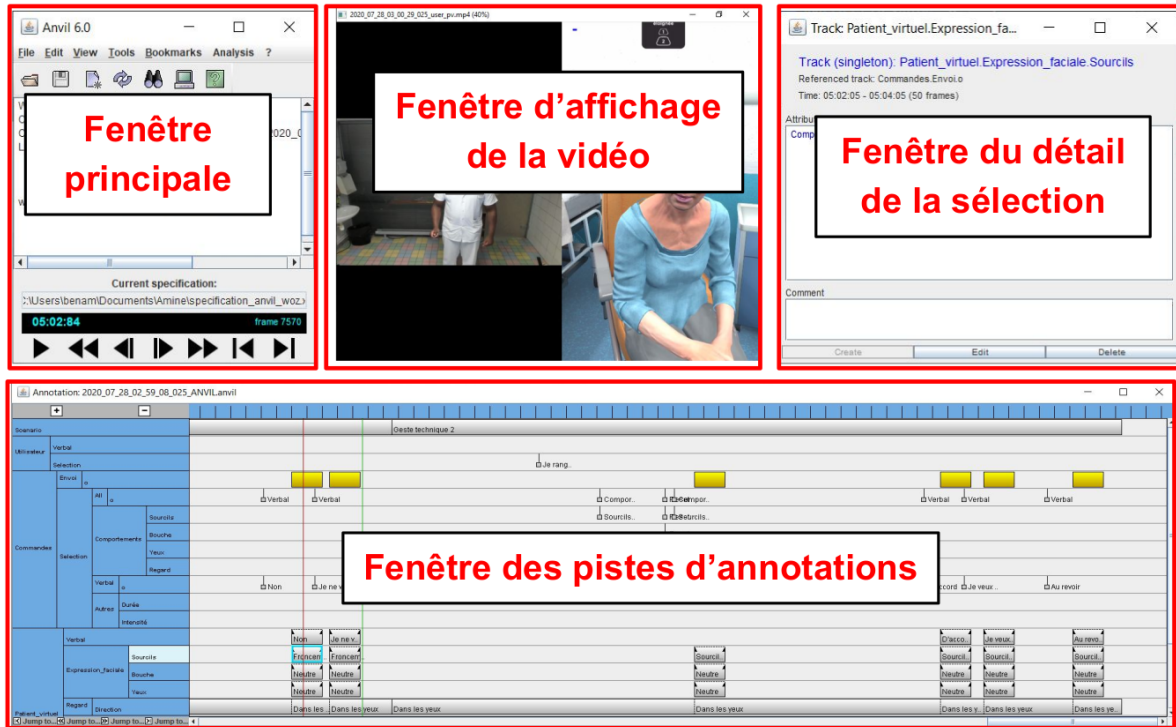 Anvil 6.0
File Edit View Tools Bookmarks Analysis ?
Fenêtre
principale
Current specification:
:\Users\benam\Documents\Amine\specification_anvil_woz.x
05:02:84
frame 7570
2020_07_28_03_00_29_025_user_pv.mp4 (40%)
Fenêtre d'affichage
de la vidéo
Track: Patient_virtuel.Expression_fa...
Track (singleton): Patient_virtuel.Expression_faciale.Sourcils
Referenced track: Commandes.Envoi.o
Time: 05:02:05 - 05:04:05 (50 frames)
Fenêtre du détail
de la sélection
Comment
Create Edit Delete
Annotation: 2020_07_28_02_59_08_025_ANVIL.anvil
Scenario Geste technique 2
Utilisateur Verbal
Selection Je rang..
Commandes Envoi o
Selection All o Verbal Verbal Compor.. Verbal Verbal Verbal
Comportements Sourcils Sourcils..
Bouche
Yeux
Regard
Verbal o Non Je ne v Je veux.. Au revoir
Autres Durée
Intensité
Fenêtre des pistes d'annotations
Patient_virtuel Verbal Non Je ne v.. D'acco.. Je veux.. Au revo..
Expression_faciale Sourcils Froncem Froncem Sourcil.. Sourcil.. Sourcil.. Sourcil..
Bouche Neutre Neutre Neutre Neutre Neutre Neutre
Yeux Neutre Neutre Neutre Neutre Neutre Neutre
Regard Direction Dans les .. Dans les yeux Dans les yeux Dans les yeux Dans les y.. Dans les yeux Dans les ye..
Jump to... Jump to... Jump to... Jump to...